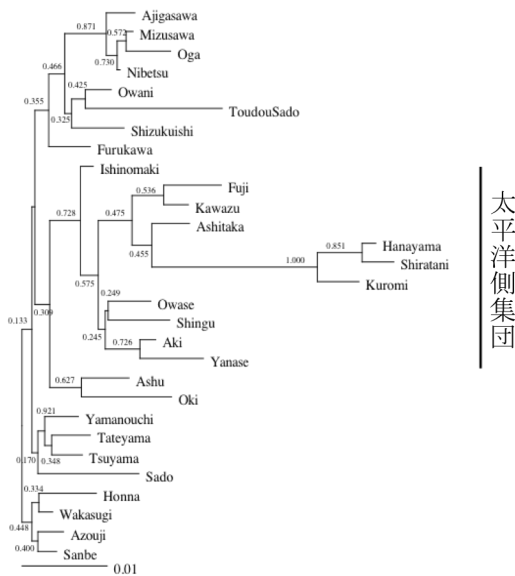 Ajigasawa
0.871
0.572
Mizusawa
Oga
0.730
Nibetsu
0.466
0.425
Owani
ToudouSado
0.355
0.325
Shizukuishi
Furukawa
Ishinomaki
0.536
Fuji
0.728
0.475
Kawazu
Ashitaka
0.455
0.851
Hanayama
1.000
Shiratani
0.575
Kuromi
0.249
Owase
0.309
Shingu
0.133
0.245
0.726
Aki
Yanase
0.627
Ashu
Oki
0.921
Yamanouchi
Tateyama
0.170
0.348
Tsuyama
Sado
0.334
Honna
Wakasugi
0.448
Azouji
0.400
Sanbe
0.01
太平洋側集団